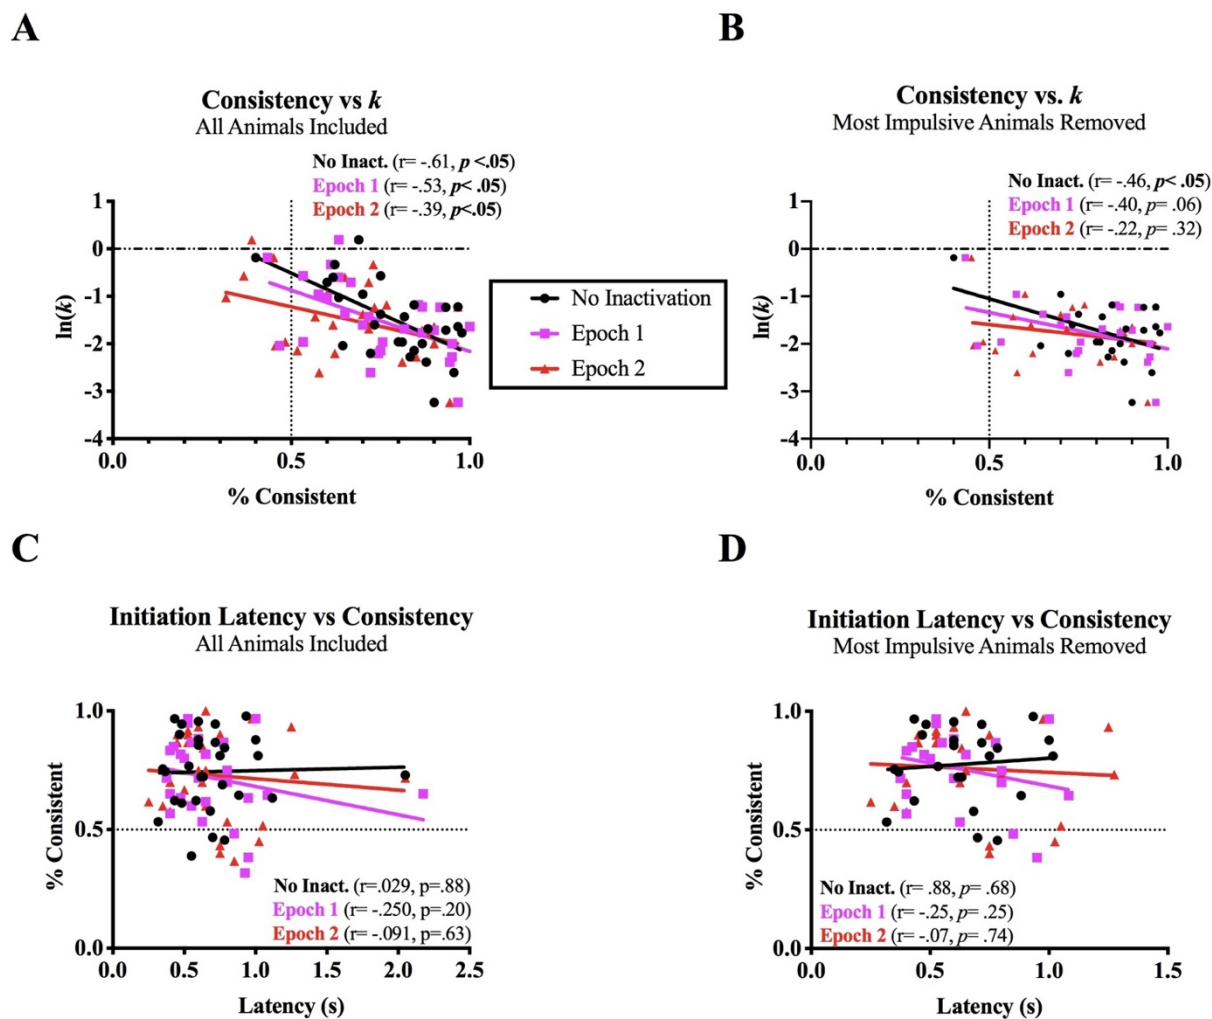 A
Consistency vs k
All Animals Included
No Inact. (r= -.61, p <.05)
Epoch 1 (r= -.53, p< .05)
Epoch 2 (r= -.39, p<.05)
1
0
-1
-2
-3
-4
ln(k)
0.0
0.5
1.0
% Consistent
No Inactivation
Epoch 1
Epoch 2
B
Consistency vs. k
Most Impulsive Animals Removed
No Inact. (r= -.46, p<.05)
Epoch 1 (r= -.40, p= .06)
Epoch 2 (r= -.22, p= .32)
1
0
-1
-2
-3
-4
ln(k)
0.0
0.5
1.0
% Consistent
C
Initiation Latency vs Consistency
All Animals Included
1.0
0.5
0.0
% Consistent
No Inact. (r=.029, p=.88)
Epoch 1 (r= -.250, p=.20)
Epoch 2 (r= -.091, p=.63)
0.0
0.5
1.0
1.5
2.0
2.5
Latency (s)
D
Initiation Latency vs Consistency
Most Impulsive Animals Removed
1.0
0.5
0.0
% Consistent
No Inact. (r= .88, p= .68)
Epoch 1 (r= -.25, p= .25)
Epoch 2 (r= -.07, p= .74)
0.0
0.5
1.0
1.5
Latency (s)